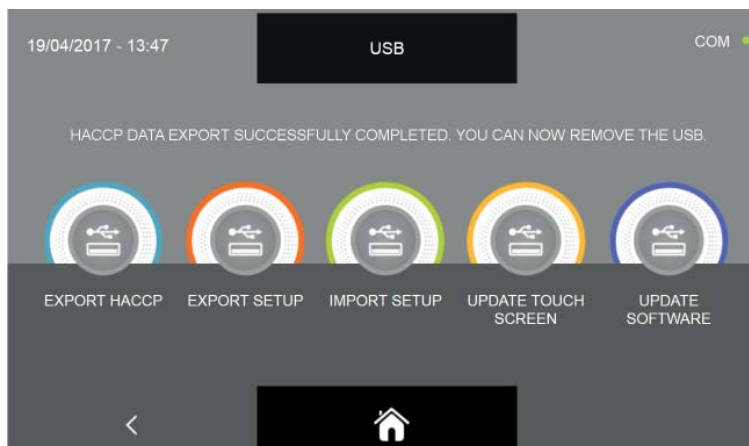 19/04/2017 - 13:47
USB
COM
HACCP DATA EXPORT SUCCESSFULLY COMPLETED. YOU CAN NOW REMOVE THE USB.
EXPORT HACCP
EXPORT SETUP
IMPORT SETUP
UPDATE TOUCH
SCREEN
UPDATE
SOFTWARE